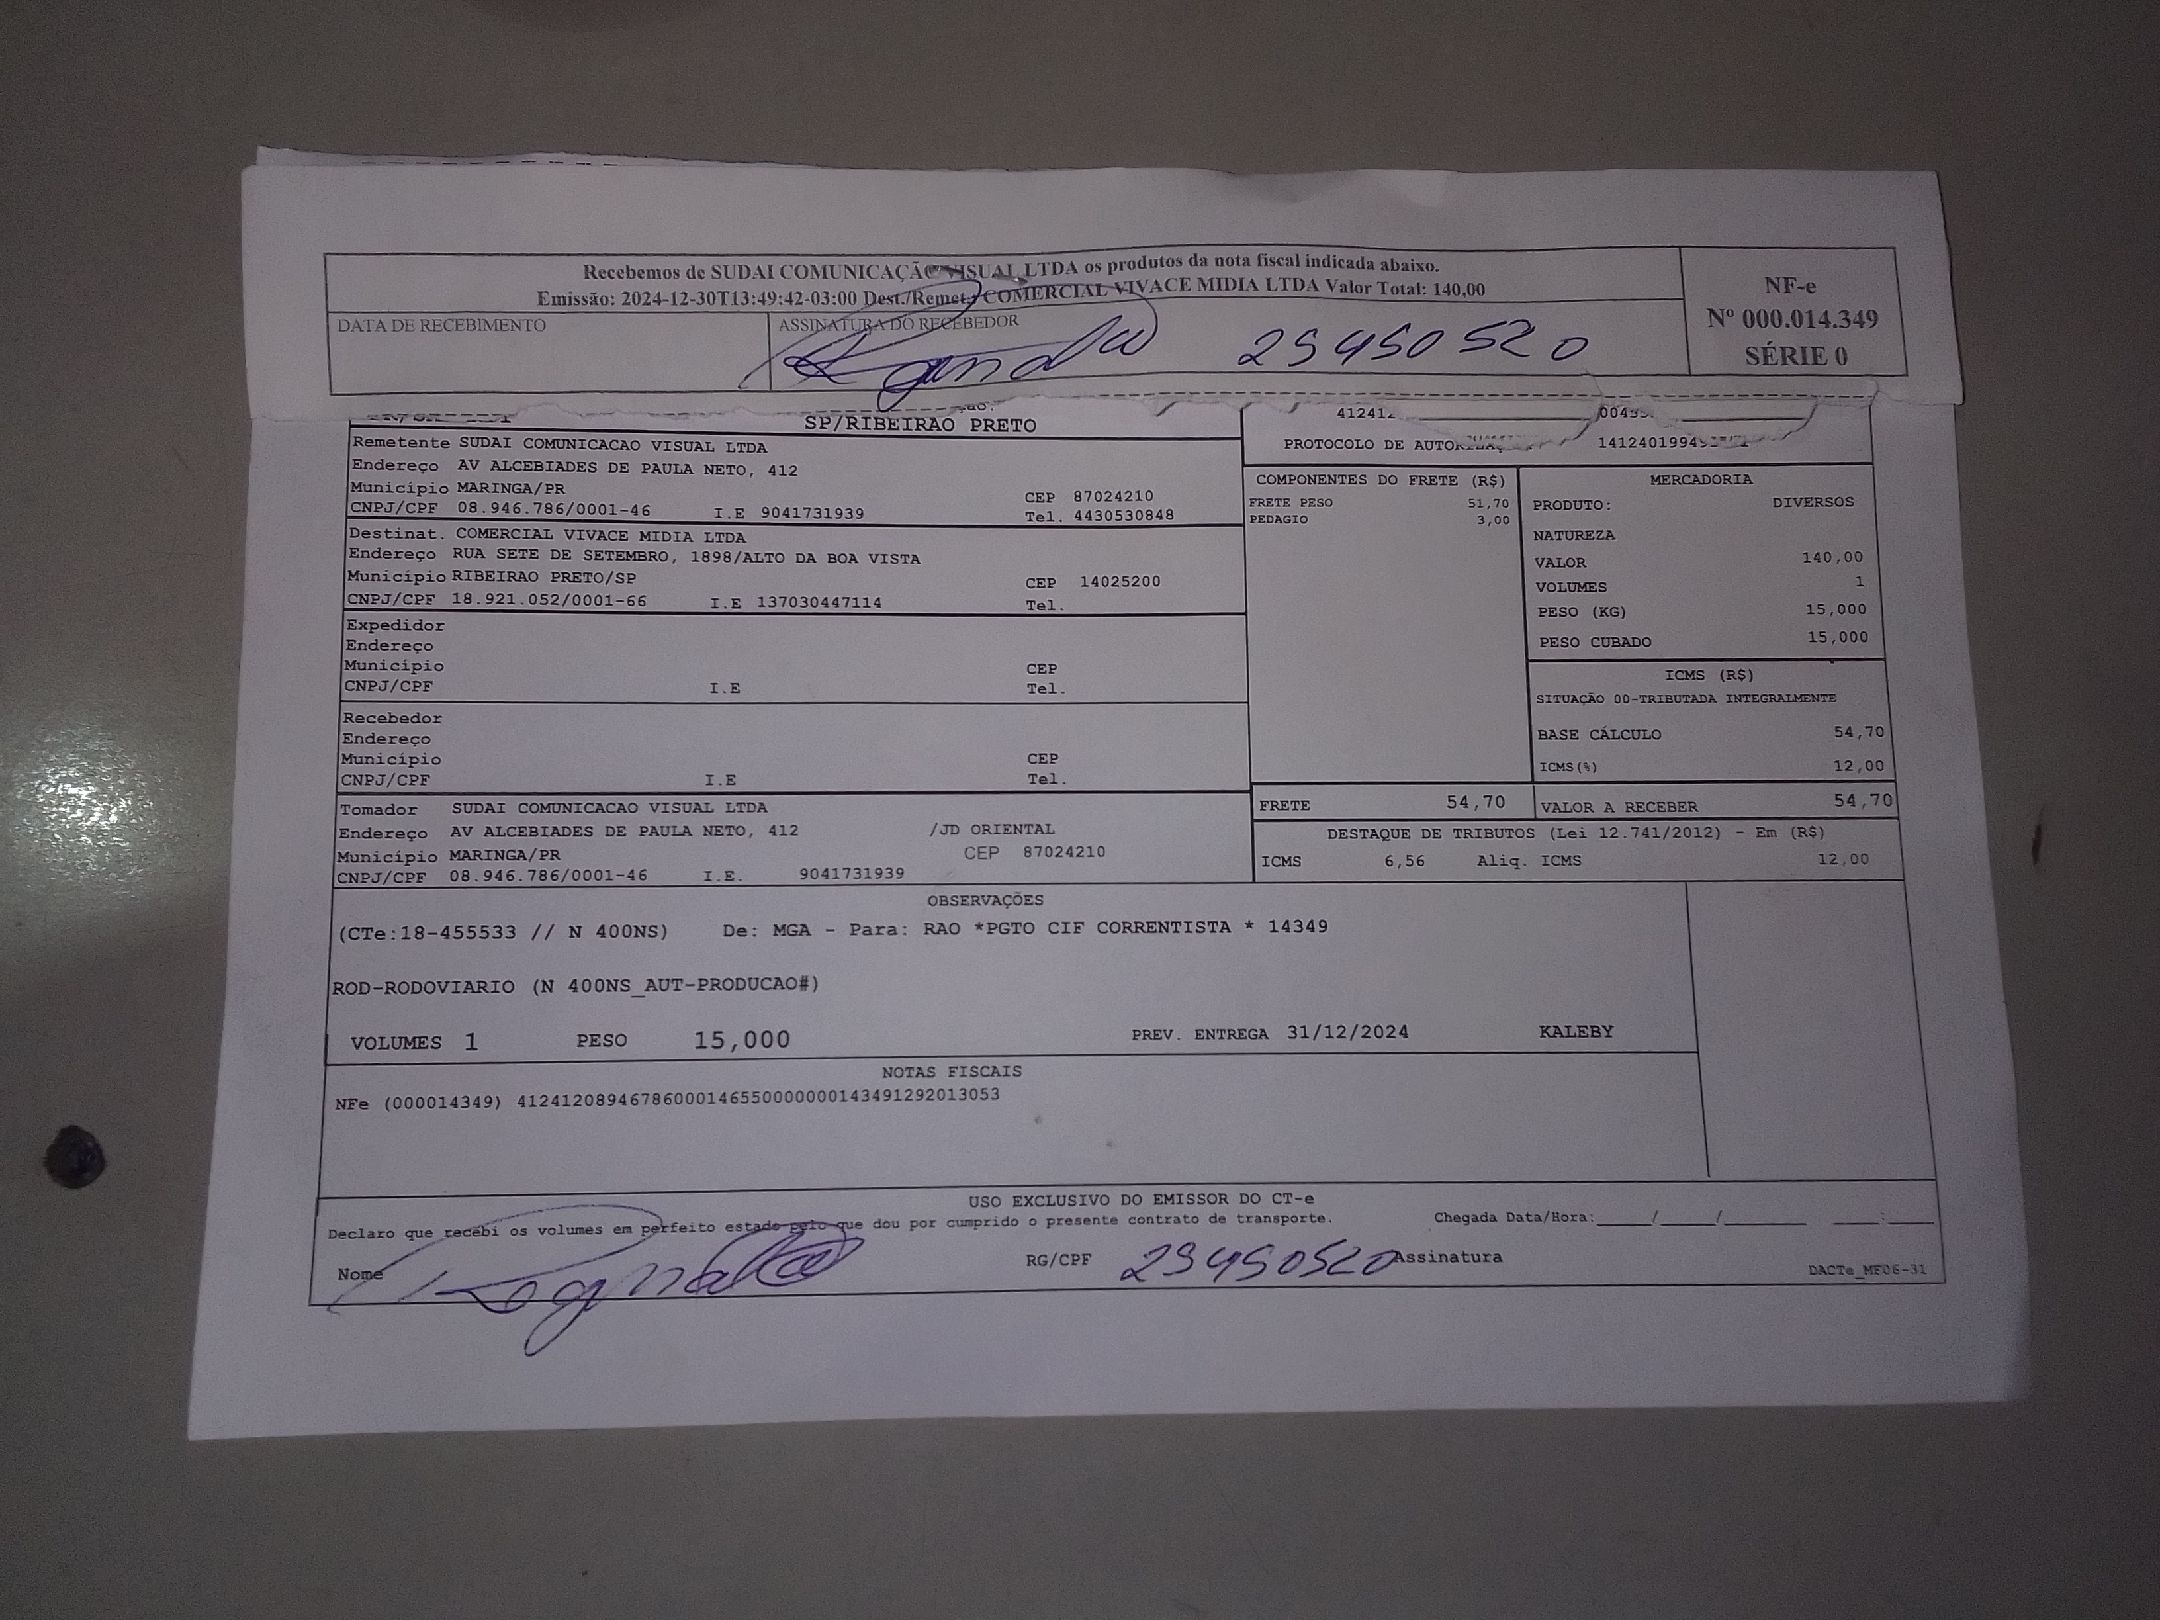 Recebemos de SUDAI COMUNICAÇÃO VISUAL LTDA os produtos da nota fiscal indicada abaixo.
Emissão: 2024-12-30T13:49:42-03:00 Dest./Remet.: COMERCIAL VIVACE MIDIA LTDA Valor Total: 140,00
NF-e
Nº 000.014.349
SÉRIE 0
DATA DE RECEBIMENTO
ASSINATURA DO RECEBEDOR
29450520
SP/RIBEIRAO PRETO
PROTOCOLO DE
Remetente SUDAI COMUNICACAO VISUAL LTDA
Endereço AV ALCEBIADES DE PAULA NETO, 412
Município MARINGA/PR CEP 87024210
CNPJ/CPF 08.946.786/0001-46 I.E 9041731939 Tel. 4430530848
Destinat. COMERCIAL VIVACE MIDIA LTDA
Endereço RUA SETE DE SETEMBRO, 1898/ALTO DA BOA VISTA
Município RIBEIRAO PRETO/SP CEP 14025200
CNPJ/CPF 18.921.052/0001-66 I.E 137030447114 Tel.
Expedidor
Endereço
Município CEP
CNPJ/CPF I.E Tel.
Recebedor
Endereço
Município CEP
CNPJ/CPF I.E Tel.
Tomador SUDAI COMUNICACAO VISUAL LTDA
Endereço AV ALCEBIADES DE PAULA NETO, 412 /JD ORIENTAL
Município MARINGA/PR CEP 87024210
CNPJ/CPF 08.946.786/0001-46 I.E. 9041731939
COMPONENTES DO FRETE (R$)
FRETE PESO 51,70
PEDAGIO 3,00
MERCADORIA
PRODUTO: DIVERSOS
NATUREZA
VALOR 140,00
VOLUMES 1
PESO (KG) 15,000
PESO CUBADO 15,000
ICMS (R$)
SITUAÇÃO 00-TRIBUTADA INTEGRALMENTE
BASE CÁLCULO 54,70
ICMS(%) 12,00
FRETE 54,70 VALOR A RECEBER 54,70
DESTAQUE DE TRIBUTOS (Lei 12.741/2012) - Em (R$)
ICMS 6,56 Aliq. ICMS 12,00
OBSERVAÇÕES
(CTe:18-455533 // N 400NS) De: MGA - Para: RAO *PGTO CIF CORRENTISTA * 14349
ROD-RODOVIARIO (N 400NS_AUT-PRODUCAO#)
VOLUMES 1 PESO 15,000 PREV. ENTREGA 31/12/2024 KALEBY
NOTAS FISCAIS
NFe (000014349) 41241208946786000146550000000143491292013053
USO EXCLUSIVO DO EMISSOR DO CT-e
Declaro que recebi os volumes em perfeito estado pelo que dou por cumprido o presente contrato de transporte. Chegada Data/Hora:_____/_____/________ _____:_____
Nome RG/CPF 29450520 Assinatura
DACTe_MF06-31